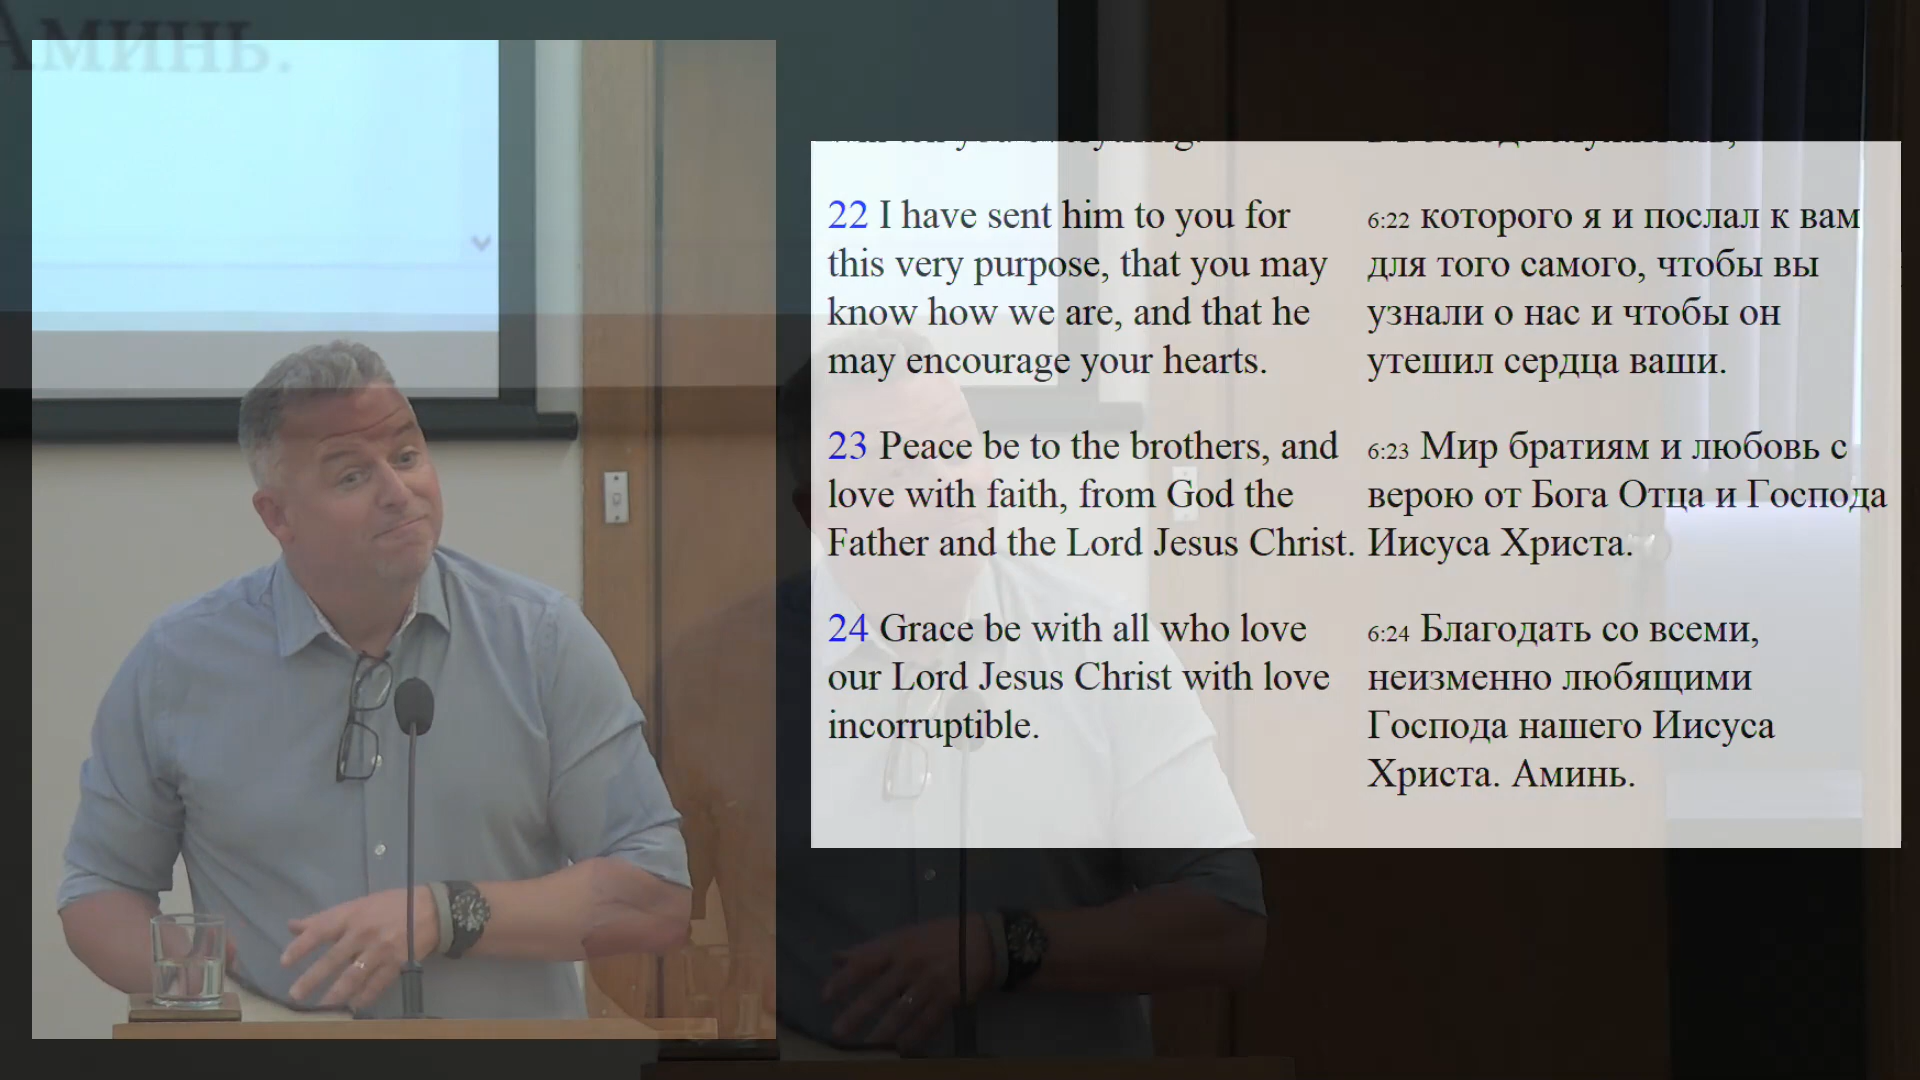 Аминь.
22 I have sent him to you for
this very purpose, that you may
know how we are, and that he
may encourage your hearts.
23 Peace be to the brothers, and
love with faith, from God the
Father and the Lord Jesus Christ.
24 Grace be with all who love
our Lord Jesus Christ with love
incorruptible.
6:22 которого я и послал к вам
для того самого, чтобы вы
узнали о нас и чтобы он
утешил сердца ваши.
6:23 Мир братиям и любовь с
верою от Бога Отца и Господа
Иисуса Христа.
6:24 Благодать со всеми,
неизменно любящими
Господа нашего Иисуса
Христа. Аминь.